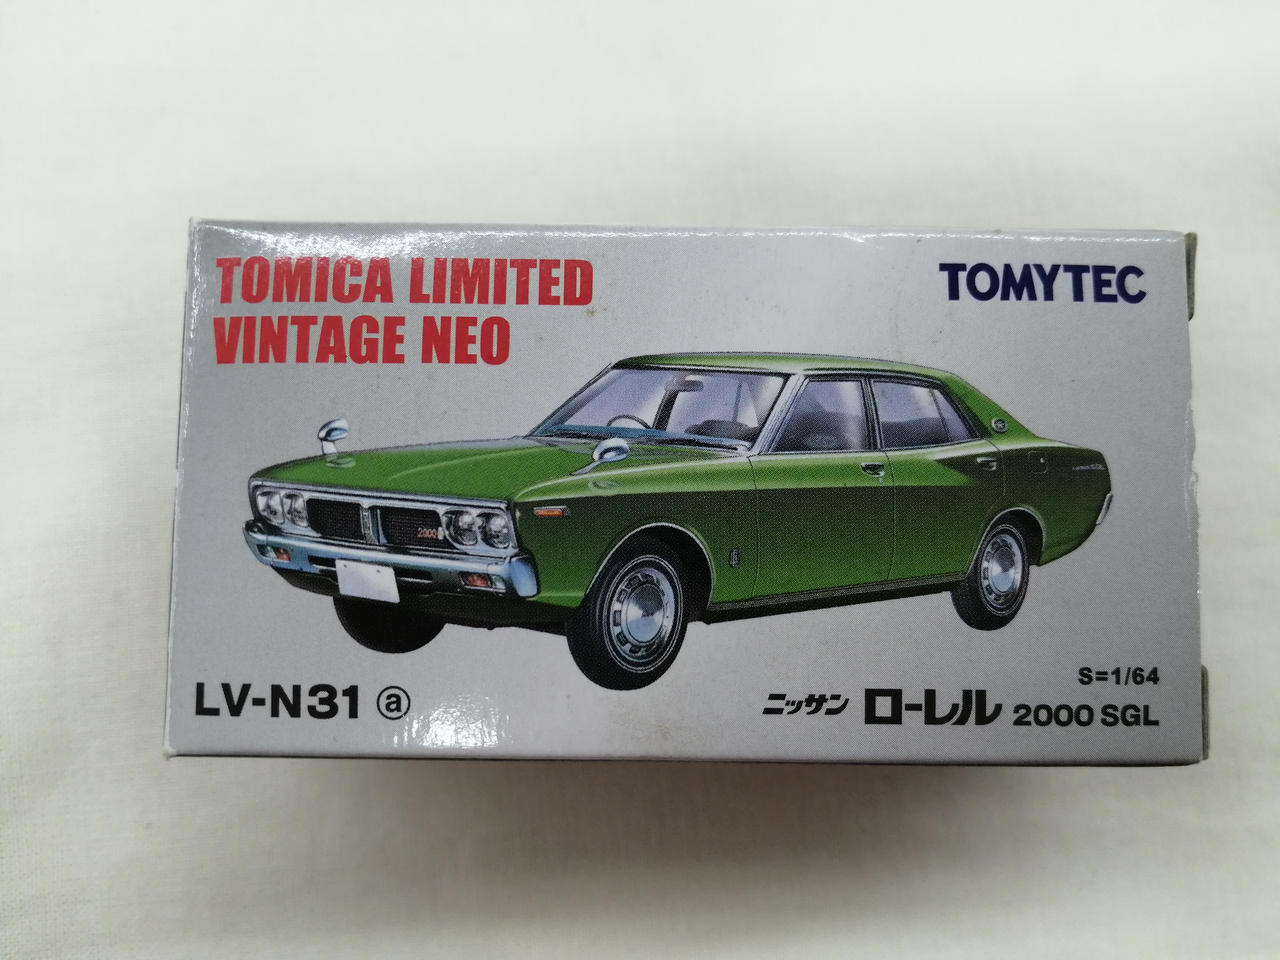 TOMICA LIMITED
VINTAGE NEO
TOMYTEC
2000
LV-N31 ⓐ
S=1/64
ニッサン ローレル 2000 SGL